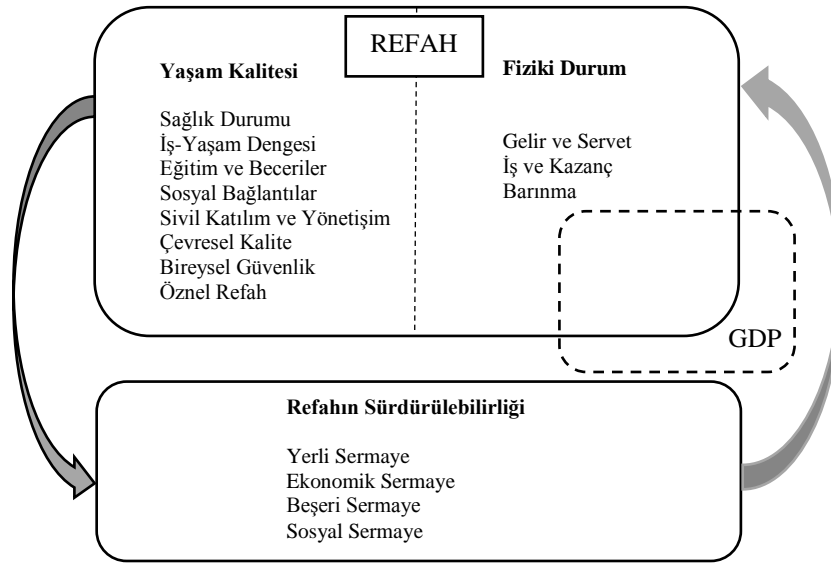 REFAH
Yaşam Kalitesi
Sağlık Durumu
İş-Yaşam Dengesi
Eğitim ve Beceriler
Sosyal Bağlantılar
Sivil Katılım ve Yönetişim
Çevresel Kalite
Bireysel Güvenlik
Öznel Refah
Fiziki Durum
Gelir ve Servet
İş ve Kazanç
Barınma
GDP
Refahın Sürdürülebilirliği
Yerli Sermaye
Ekonomik Sermaye
Beşeri Sermaye
Sosyal Sermaye